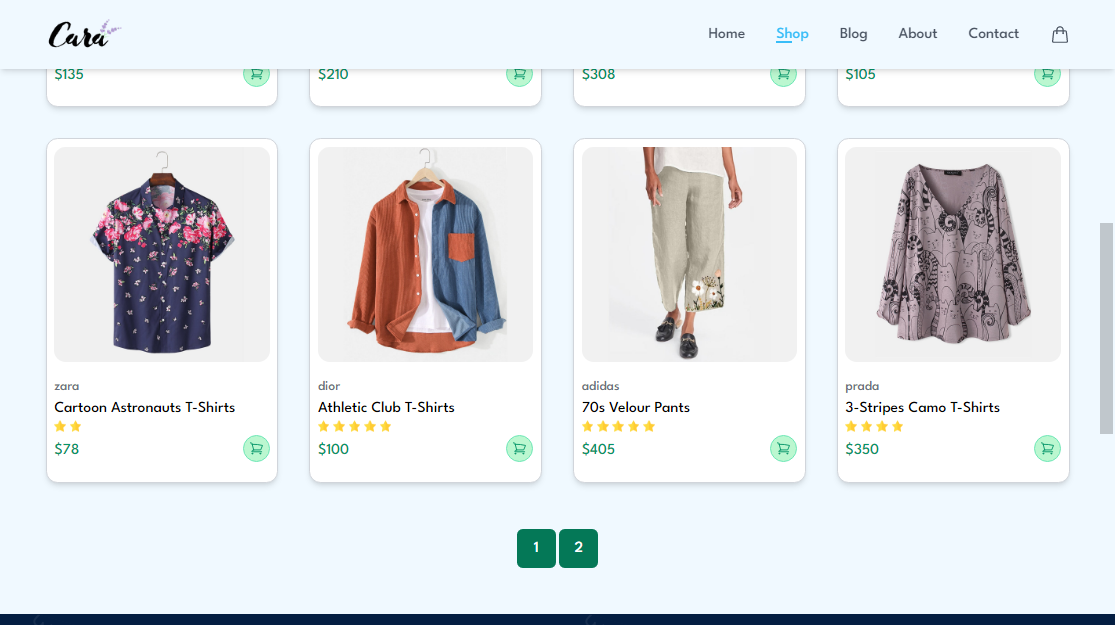 Cara
Home
Shop
Blog
About
Contact
$135
$210
$308
$105
zara
Cartoon Astronauts T-Shirts
$78
dior
Athletic Club T-Shirts
$100
adidas
70s Velour Pants
$405
prada
3-Stripes Camo T-Shirts
$350
1
2